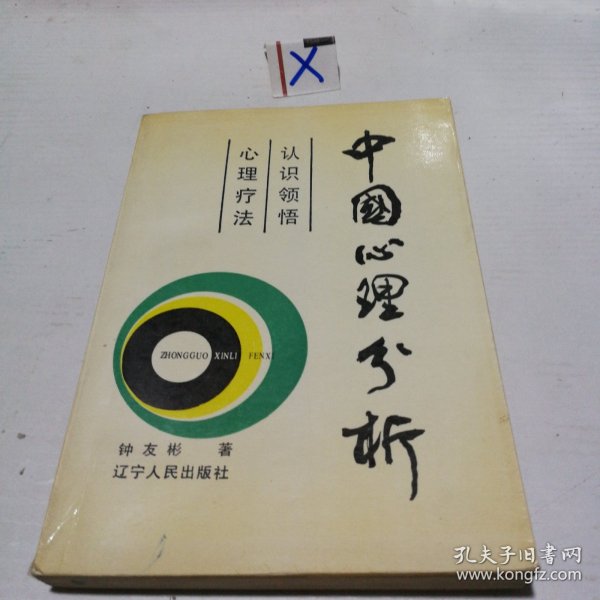 X
中國心理分析
认识领悟
心理疗法
ZHONGGUO XINLI FENXI
钟友彬 著
辽宁人民出版社
孔夫子旧书网
www.kongfz.com